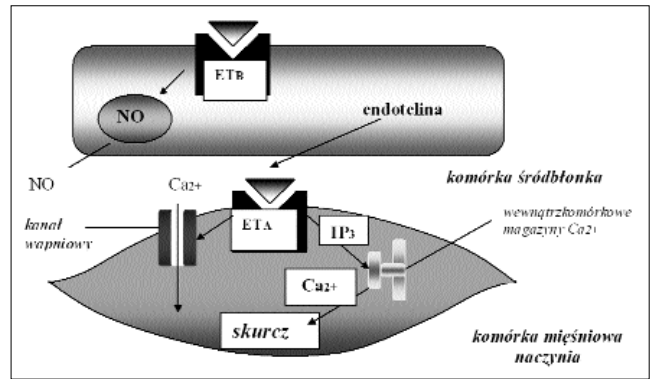 ETB
NO
endotelina
NO
Ca2+
komórka śródbłonka
kanał
wapniowy
ETA
IP3
wewnątrzkomórkowe
magazyny Ca2+
Ca2+
skurcz
komórka mięśniowa
naczynia